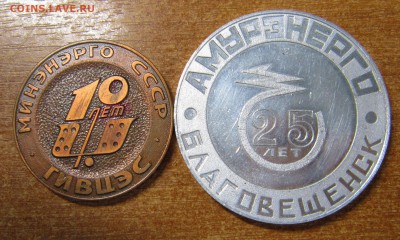 COINS.LAVE.RU
МИНЭНЕРГО СССР
10
ЛЕТ
ГИВЦЭС
АМУРЭНЕРГО
25
ЛЕТ
БЛАГОВЕЩЕНСК